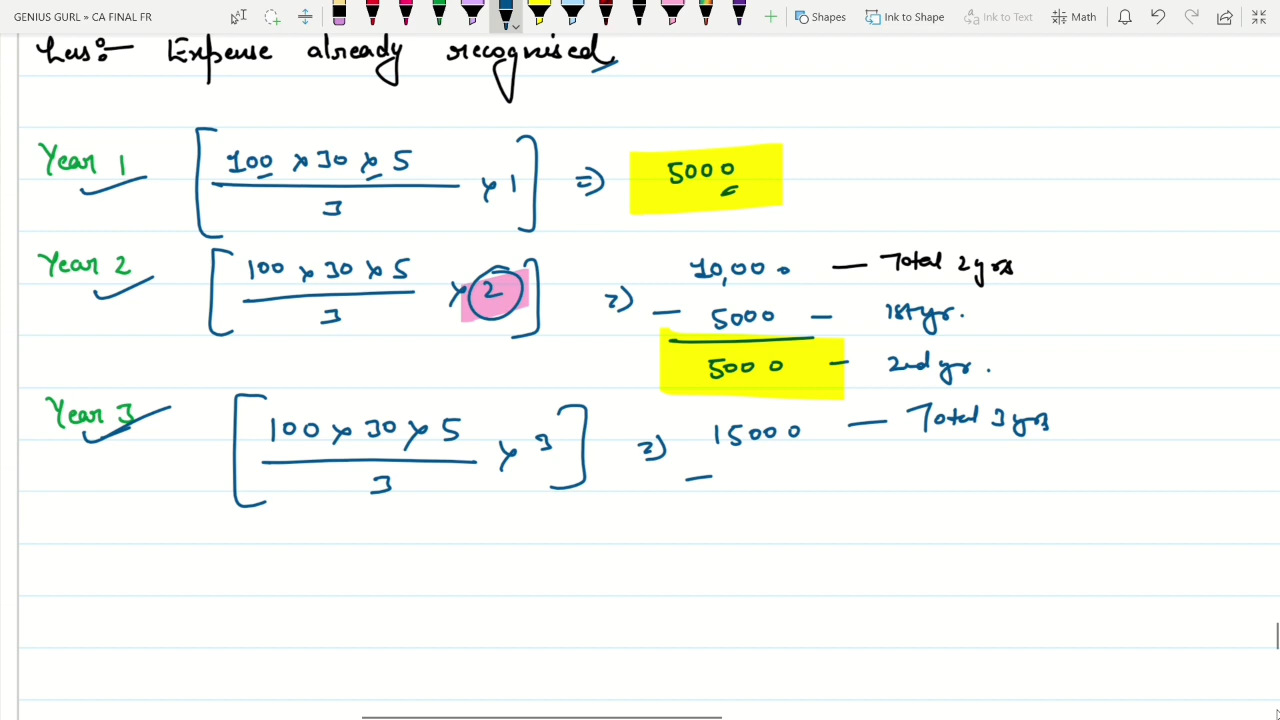 GENIUS GURL » CA FINAL FR
Shapes Ink to Shape Ink to Text Math
Less:- Expense already recognised
Year 1 [100 x 30 x 5 / 3 x 1] => 5000
Year 2 [100 x 30 x 5 / 3 x 2] => 10,000 — Total 2 yrs
— 5000 — 1st yr.
5000 — 2nd yr.
Year 3 [100 x 30 x 5 / 3 x 3] => 15000 — Total 3 yrs
—